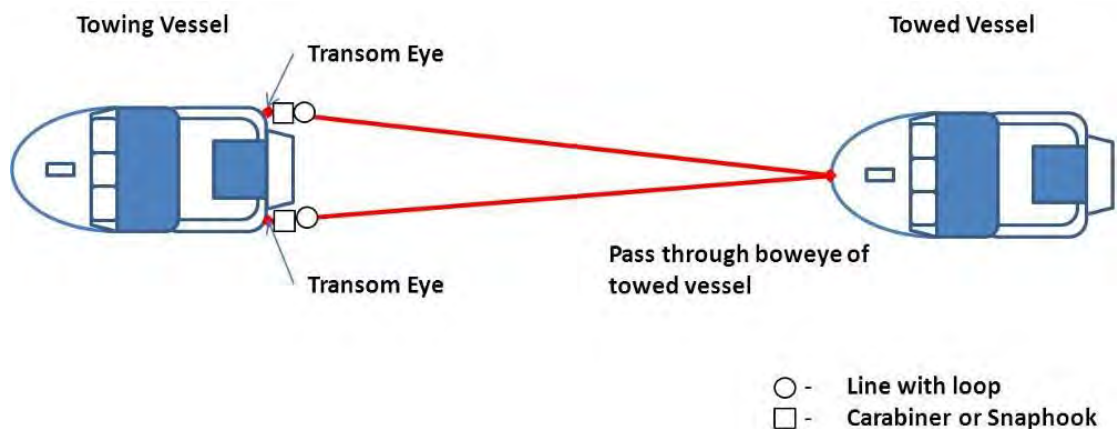 Towing Vessel
Towed Vessel
Transom Eye
Transom Eye
Pass through boweye of
towed vessel
- Line with loop
- Carabiner or Snaphook